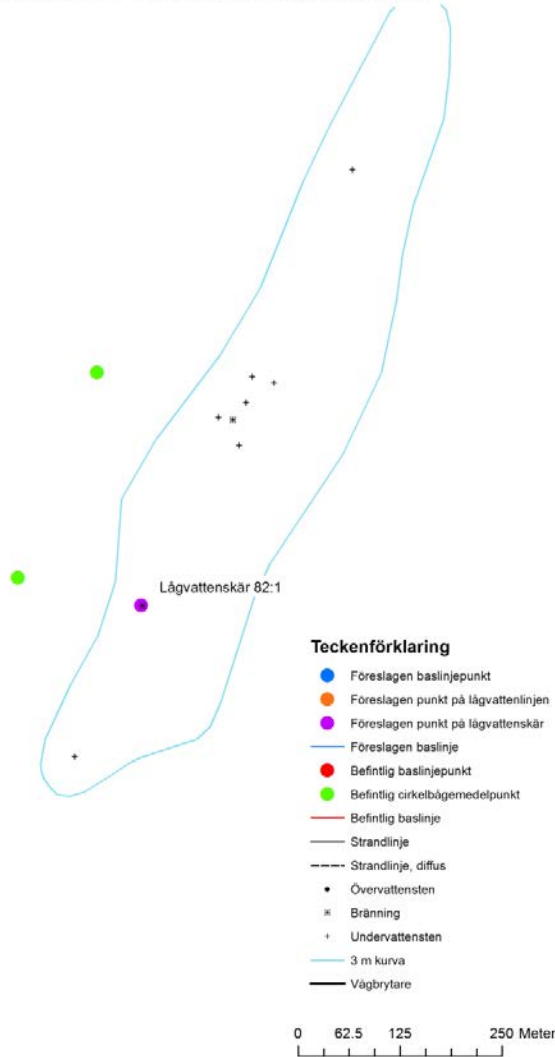 Lågvattenskär 82:1
Teckenförklaring
Föreslagen baslinjepunkt
Föreslagen punkt på lågvattenlinjen
Föreslagen punkt på lågvattenskär
Föreslagen baslinje
Befintlig baslinjepunkt
Befintlig cirkelbågemedelpunkt
Befintlig baslinje
Strandlinje
Strandlinje, diffus
Övervattensten
Bränning
Undervattensten
3 m kurva
Vågbrytare
0 62.5 125 250 Meter